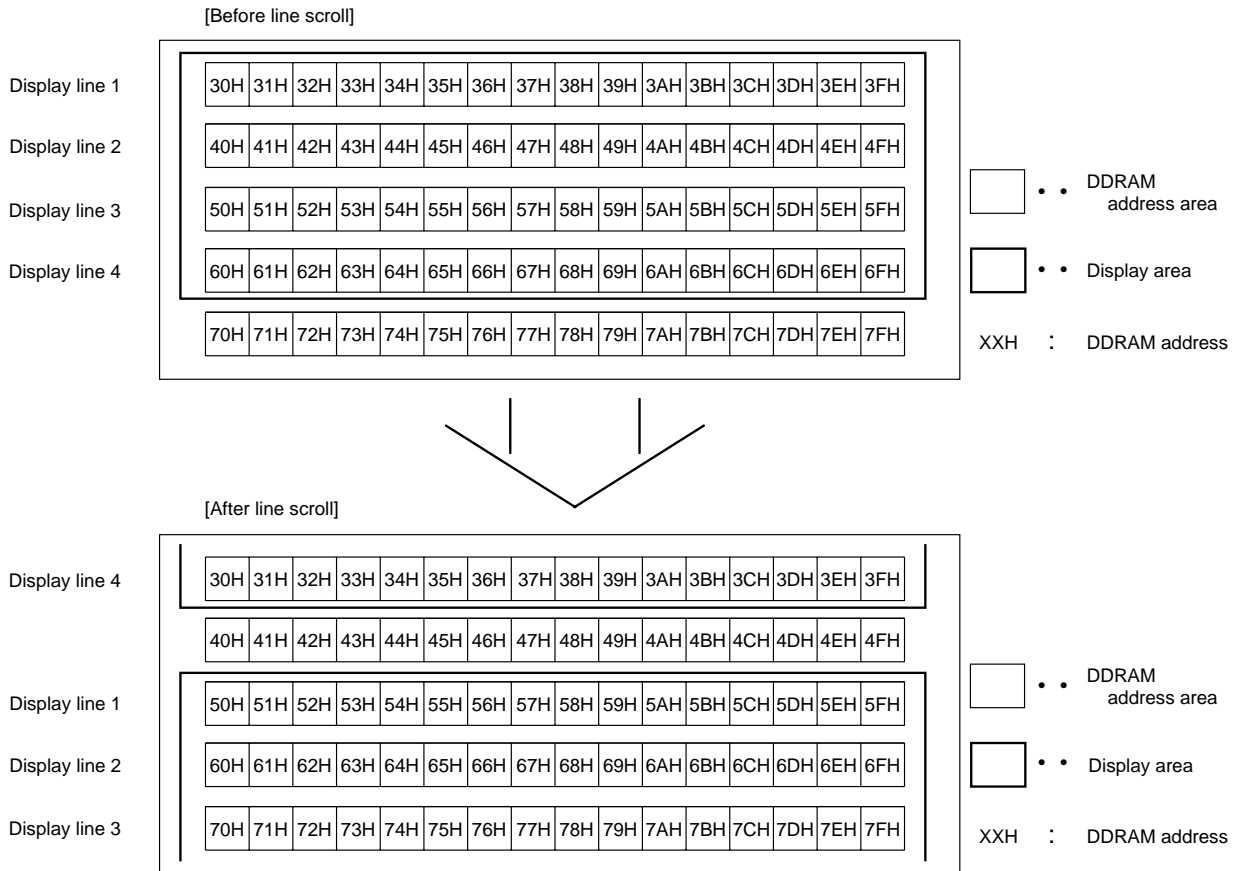 [Before line scroll]
Display line 1 30H 31H 32H 33H 34H 35H 36H 37H 38H 39H 3AH 3BH 3CH 3DH 3EH 3FH
Display line 2 40H 41H 42H 43H 44H 45H 46H 47H 48H 49H 4AH 4BH 4CH 4DH 4EH 4FH
Display line 3 50H 51H 52H 53H 54H 55H 56H 57H 58H 59H 5AH 5BH 5CH 5DH 5EH 5FH
Display line 4 60H 61H 62H 63H 64H 65H 66H 67H 68H 69H 6AH 6BH 6CH 6DH 6EH 6FH
70H 71H 72H 73H 74H 75H 76H 77H 78H 79H 7AH 7BH 7CH 7DH 7EH 7FH
• • DDRAM
address area
• • Display area
XXH : DDRAM address
[After line scroll]
Display line 4 30H 31H 32H 33H 34H 35H 36H 37H 38H 39H 3AH 3BH 3CH 3DH 3EH 3FH
40H 41H 42H 43H 44H 45H 46H 47H 48H 49H 4AH 4BH 4CH 4DH 4EH 4FH
Display line 1 50H 51H 52H 53H 54H 55H 56H 57H 58H 59H 5AH 5BH 5CH 5DH 5EH 5FH
Display line 2 60H 61H 62H 63H 64H 65H 66H 67H 68H 69H 6AH 6BH 6CH 6DH 6EH 6FH
Display line 3 70H 71H 72H 73H 74H 75H 76H 77H 78H 79H 7AH 7BH 7CH 7DH 7EH 7FH
• • DDRAM
address area
• • Display area
XXH : DDRAM address